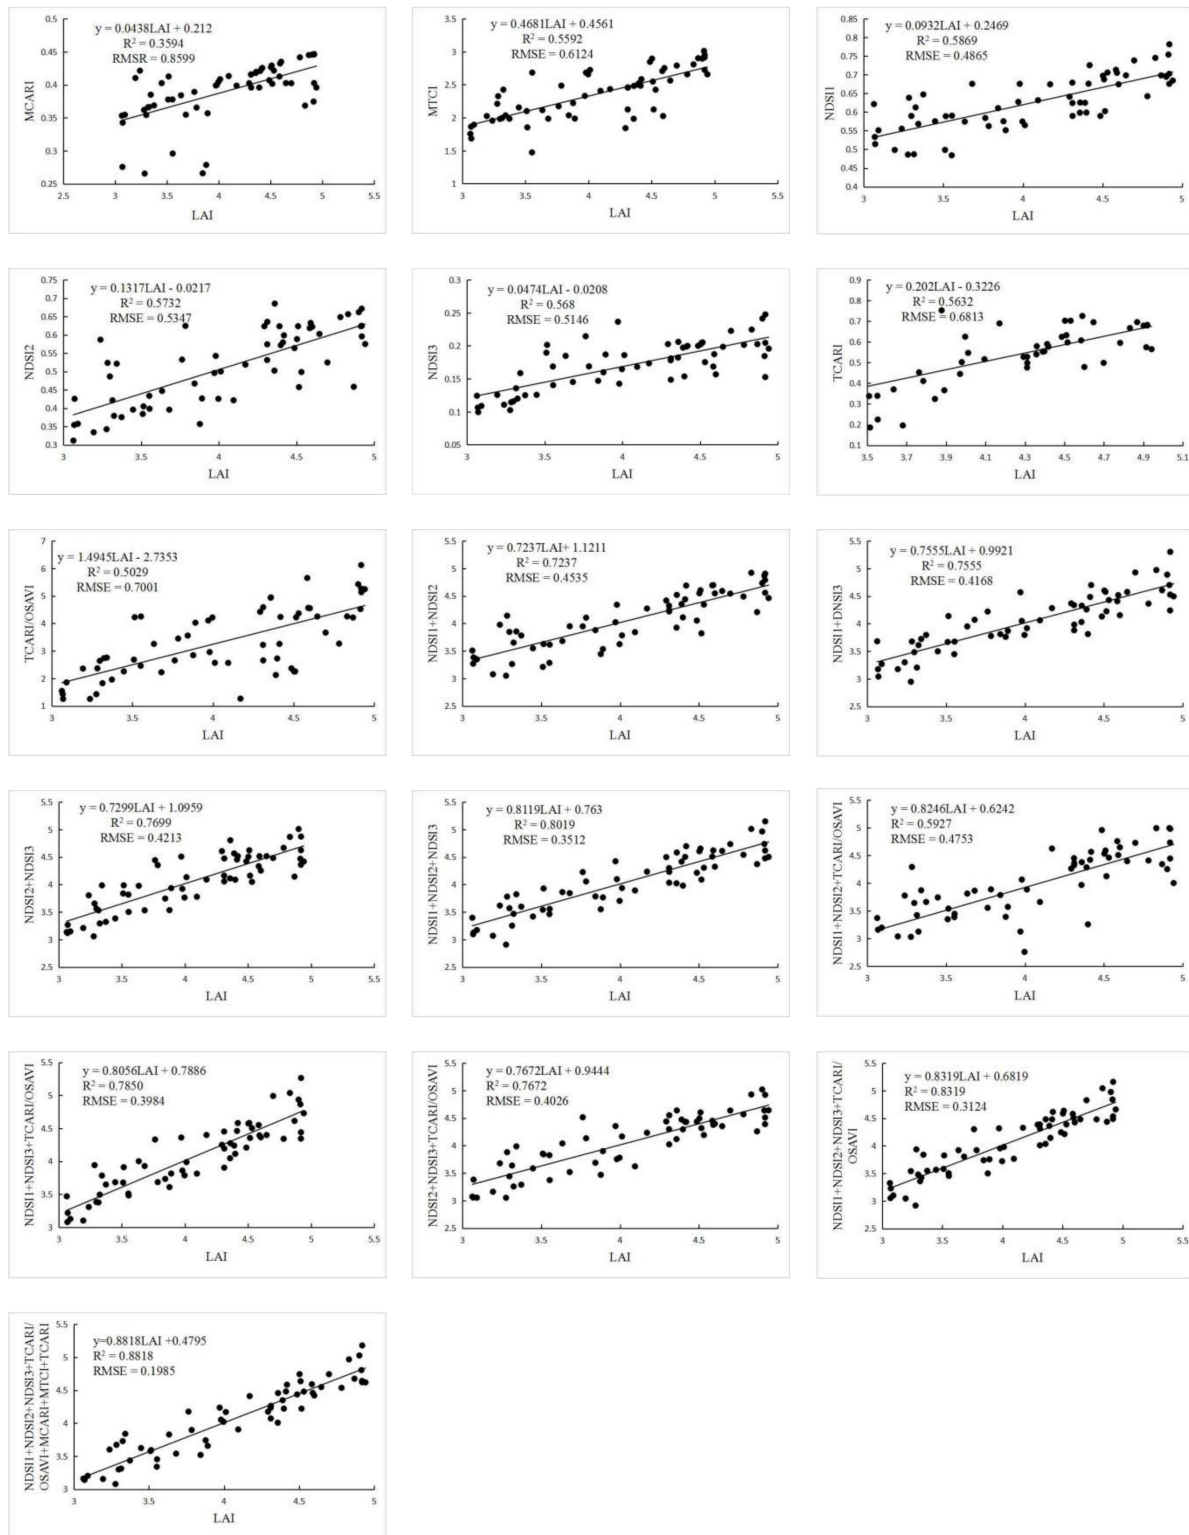 y = 0.0438LAI + 0.212
R² = 0.3594
RMSR = 0.8599
MCARI
0.5
0.45
0.4
0.35
0.3
0.25
2.5 3 3.5 4 4.5 5 5.5
LAI
y = 0.4681LAI + 0.4561
R² = 0.5592
RMSE = 0.6124
MTCI
4
3.5
3
2.5
2
1.5
1
3 3.5 4 4.5 5 5.5
LAI
y = 0.0932LAI + 0.2469
R² = 0.5869
RMSE = 0.4865
NDSI1
0.85
0.8
0.75
0.7
0.65
0.6
0.55
0.5
0.45
0.4
3 3.5 4 4.5 5
LAI
y = 0.1317LAI - 0.0217
R² = 0.5732
RMSE = 0.5347
NDSI2
0.75
0.7
0.65
0.6
0.55
0.5
0.45
0.4
0.35
0.3
3 3.5 4 4.5 5
LAI
y = 0.0474LAI - 0.0208
R² = 0.568
RMSE = 0.5146
NDSI3
0.3
0.25
0.2
0.15
0.1
0.05
3 3.5 4 4.5 5
LAI
y = 0.202LAI - 0.3226
R² = 0.5632
RMSE = 0.6813
TCARI
0.9
0.8
0.7
0.6
0.5
0.4
0.3
0.2
0.1
3.5 3.7 3.9 4.1 4.3 4.5 4.7 4.9 5.1
LAI
y = 1.4945LAI - 2.7353
R² = 0.5029
RMSE = 0.7001
TCARI/OSAVI
7
6
5
4
3
2
1
3 3.5 4 4.5 5
LAI
y = 0.7237LAI+ 1.1211
R² = 0.7237
RMSE = 0.4535
NDSI1+NDSI2
5.5
5
4.5
4
3.5
3
2.5
3 3.5 4 4.5 5
LAI
y = 0.7555LAI + 0.9921
R² = 0.7555
RMSE = 0.4168
NDSI1+DNSI3
5.5
5
4.5
4
3.5
3
2.5
3 3.5 4 4.5 5
LAI
y = 0.7299LAI + 1.0959
R² = 0.7699
RMSE = 0.4213
NDSI2+NDSI3
5.5
5
4.5
4
3.5
3
2.5
3 3.5 4 4.5 5 5.5
LAI
y = 0.8119LAI + 0.763
R² = 0.8019
RMSE = 0.3512
NDSI1+NDSI2+NDSI3
5.5
5
4.5
4
3.5
3
2.5
3 3.5 4 4.5 5
LAI
y = 0.8246LAI + 0.6242
R² = 0.5927
RMSE = 0.4753
NDSI1+NDSI2+TCARI/OSAVI
5.5
5
4.5
4
3.5
3
2.5
3 3.5 4 4.5 5
LAI
y = 0.8056LAI + 0.7886
R² = 0.7850
RMSE = 0.3984
NDSI1+NDSI3+TCARI/OSAVI
5.5
5
4.5
4
3.5
3
3 3.5 4 4.5 5 5.5
LAI
y = 0.7672LAI + 0.9444
R² = 0.7672
RMSE = 0.4026
NDSI2+NDSI3+TCARI/OSAVI
5.5
5
4.5
4
3.5
3
2.5
3 3.5 4 4.5 5 5.5
LAI
y = 0.8319LAI + 0.6819
R² = 0.8319
RMSE = 0.3124
NDSI1+NDSI2+NDSI3+TCARI/
OSAVI
5.5
5
4.5
4
3.5
3
2.5
3 3.5 4 4.5 5 5.5
LAI
y=0.8818LAI +0.4795
R² = 0.8818
RMSE = 0.1985
NDSI1+NDSI2+NDSI3+TCARI/
OSAVI+MCARI+MTCI+TCARI
5.5
5
4.5
4
3.5
3
3 3.5 4 4.5 5
LAI